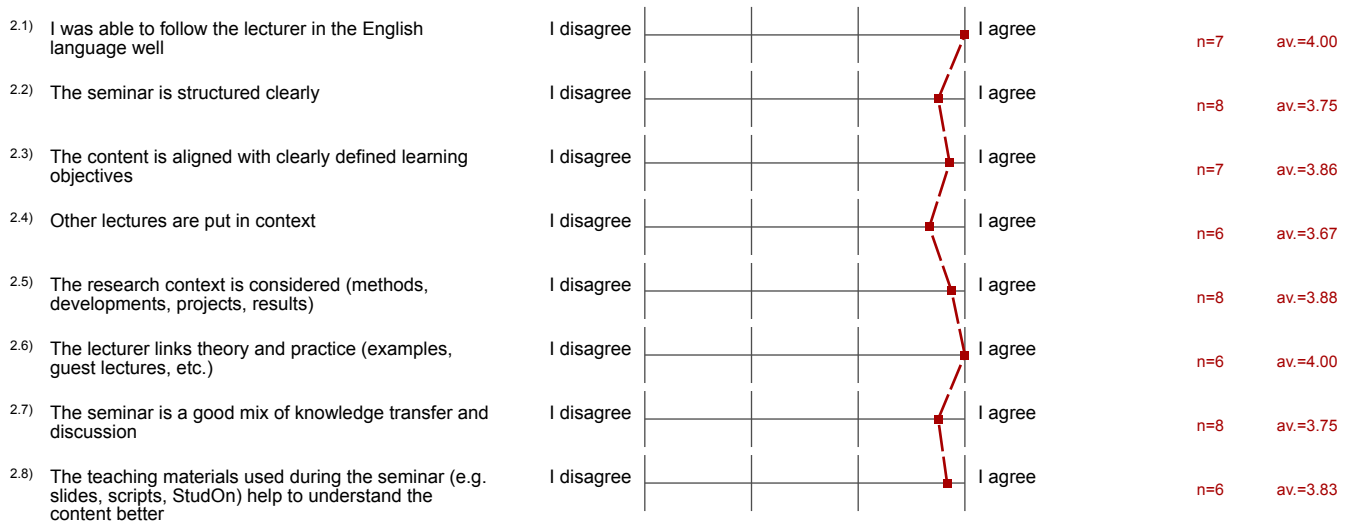 2.1) I was able to follow the lecturer in the English language well I disagree I agree n=7 av.=4.00
2.2) The seminar is structured clearly I disagree I agree n=8 av.=3.75
2.3) The content is aligned with clearly defined learning objectives I disagree I agree n=7 av.=3.86
2.4) Other lectures are put in context I disagree I agree n=6 av.=3.67
2.5) The research context is considered (methods, developments, projects, results) I disagree I agree n=8 av.=3.88
2.6) The lecturer links theory and practice (examples, guest lectures, etc.) I disagree I agree n=6 av.=4.00
2.7) The seminar is a good mix of knowledge transfer and discussion I disagree I agree n=8 av.=3.75
2.8) The teaching materials used during the seminar (e.g. slides, scripts, StudOn) help to understand the content better I disagree I agree n=6 av.=3.83